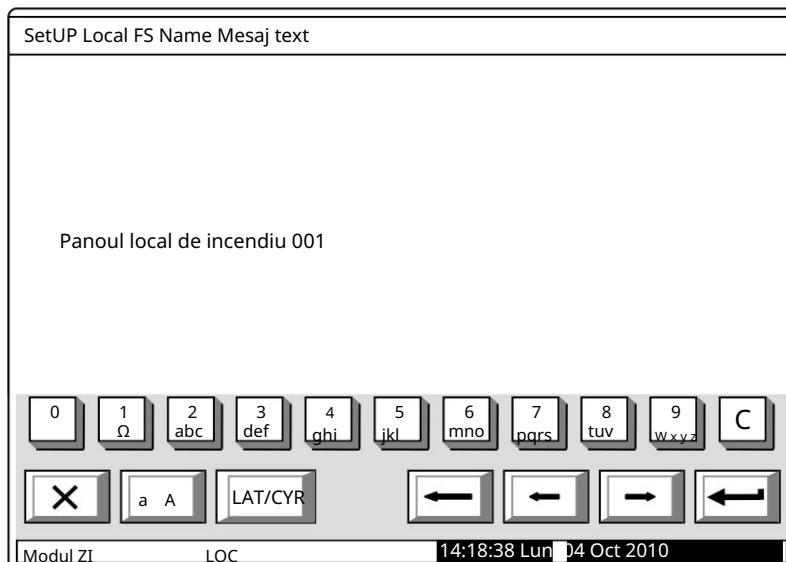 SetUP Local FS Name Mesaj text
Panoul local de incendiu 001
0 1 2 3 4 5 6 7 8 9 C
Ω abc def ghi jkl mno pqrs tuv W x y z
a A LAT/CYR
Modul ZI LOC 14:18:38 Lun 04 Oct 2010